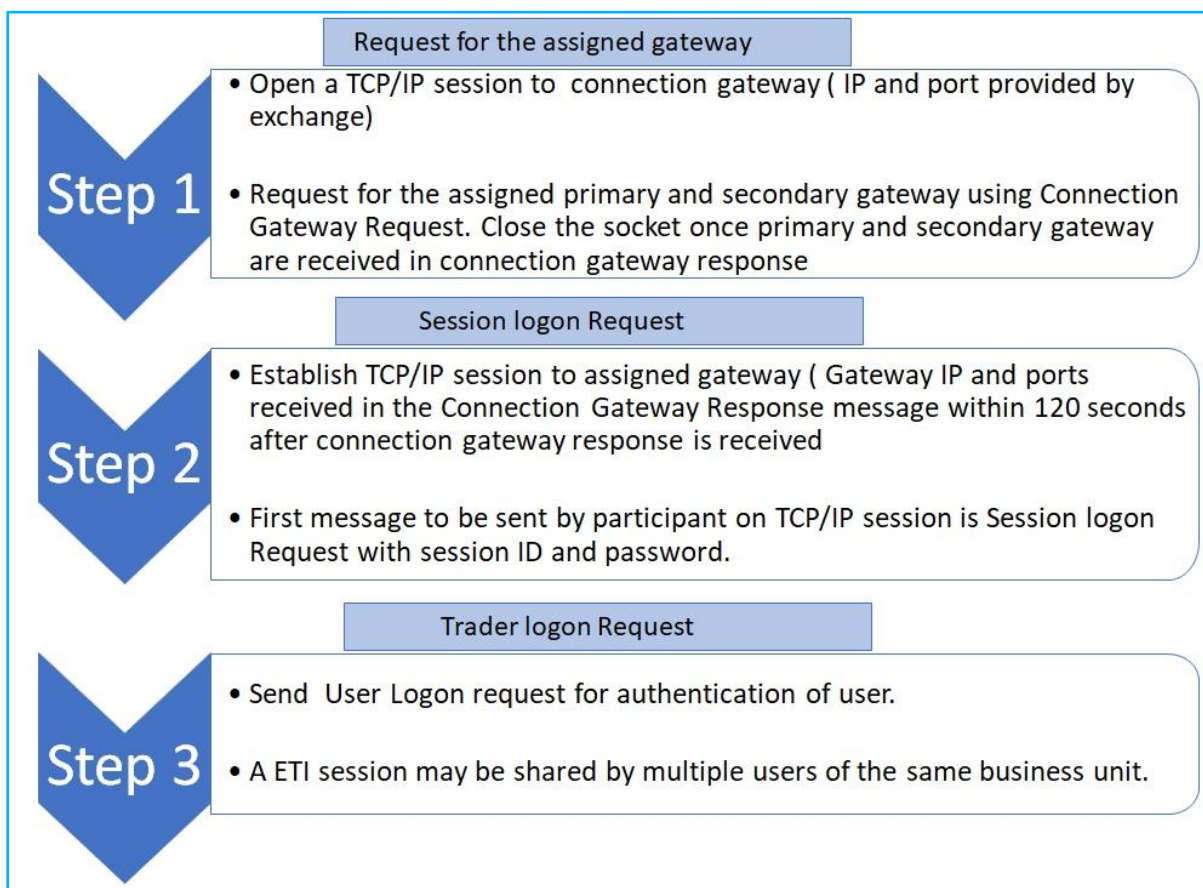 Request for the assigned gateway
Step 1
• Open a TCP/IP session to connection gateway ( IP and port provided by
exchange)
• Request for the assigned primary and secondary gateway using Connection
Gateway Request. Close the socket once primary and secondary gateway
are received in connection gateway response
Session logon Request
Step 2
• Establish TCP/IP session to assigned gateway ( Gateway IP and ports
received in the Connection Gateway Response message within 120 seconds
after connection gateway response is received
• First message to be sent by participant on TCP/IP session is Session logon
Request with session ID and password.
Trader logon Request
Step 3
• Send User Logon request for authentication of user.
• A ETI session may be shared by multiple users of the same business unit.